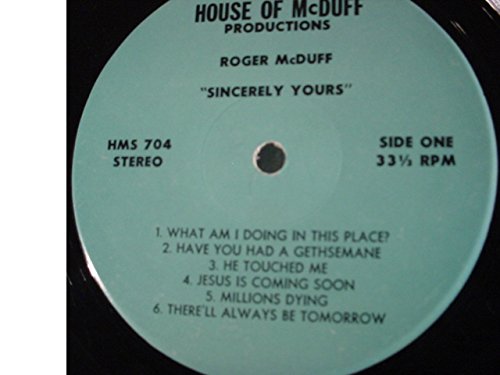 HOUSE OF McDUFF
PRODUCTIONS
ROGER McDUFF
"SINCERELY YOURS"
HMS 704
STEREO
SIDE ONE
33⅓ RPM
1. WHAT AM I DOING IN THIS PLACE?
2. HAVE YOU HAD A GETHSEMANE
3. HE TOUCHED ME
4. JESUS IS COMING SOON
5. MILLIONS DYING
6. THERE'LL ALWAYS BE TOMORROW